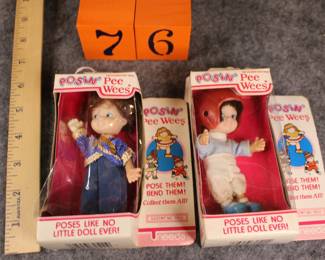 7 6
POSIN'
Pee
Wees
POSIN'
Pee Wees
POSE THEM!
BEND THEM!
Collect them All!
Uneeda
POSES LIKE NO
LITTLE DOLL EVER!
POSIN'
Pee
Wees
POSIN'
Pee Wees
POSE THEM!
BEND THEM!
Collect them All!
POSES LIKE NO
LITTLE DOLL EVER!